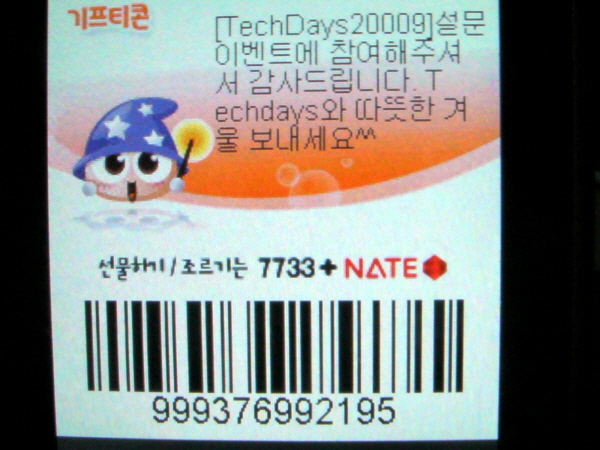 기프티콘
[TechDays20009]설문
이벤트에 참여해주셔
서 감사드립니다. T
echdays와 따뜻한 겨
울 보내세요^^
선물하기/조르기는 7733+NATE
999376992195